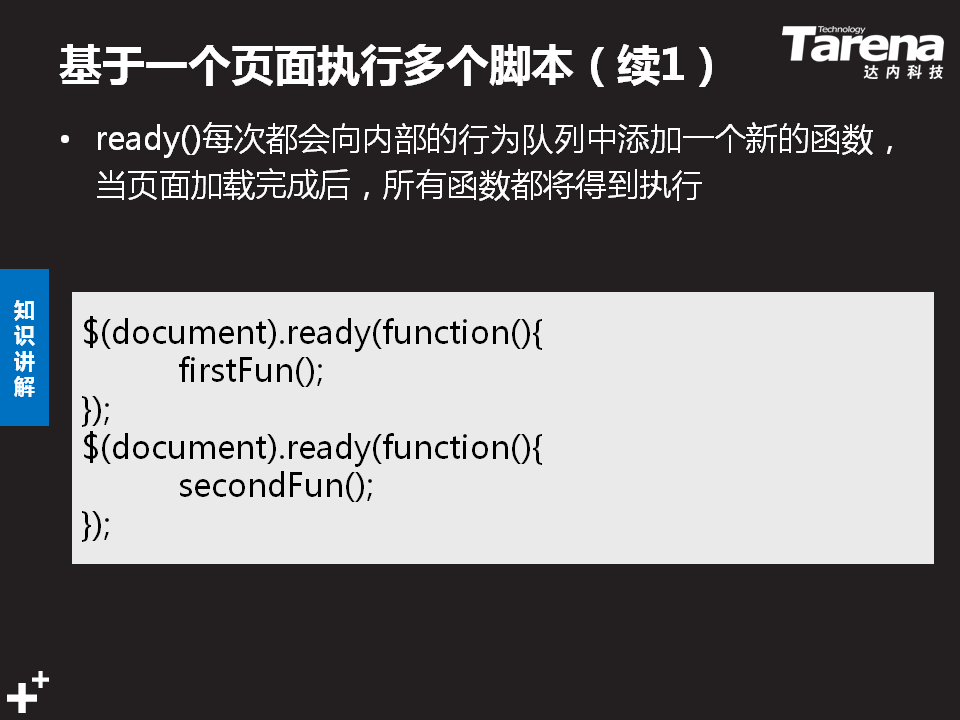 基于一个页面执行多个脚本（续1）
Technology
Tarena
达内科技
• ready()每次都会向内部的行为队列中添加一个新的函数，
当页面加载完成后，所有函数都将得到执行
知
识
讲
解
$(document).ready(function(){
firstFun();
});
$(document).ready(function(){
secondFun();
});